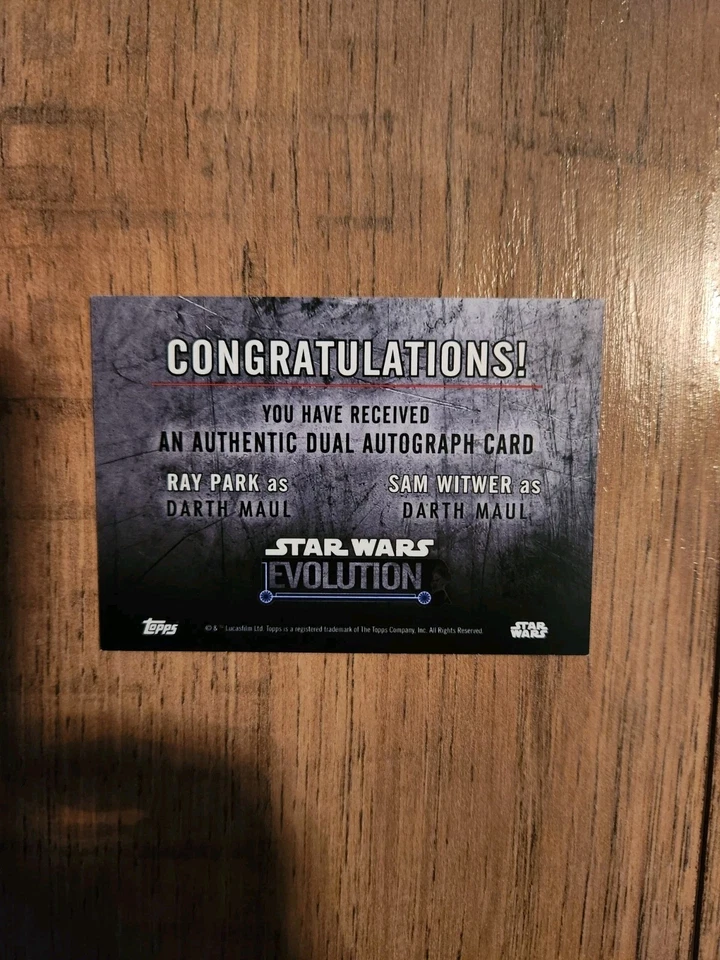 CONGRATULATIONS!
YOU HAVE RECEIVED
AN AUTHENTIC DUAL AUTOGRAPH CARD
RAY PARK as
DARTH MAUL
SAM WITWER as
DARTH MAUL
STAR WARS
EVOLUTION
topps
© & ™ Lucasfilm Ltd. Topps is a registered trademark of The Topps Company, Inc. All Rights Reserved.
STAR
WARS